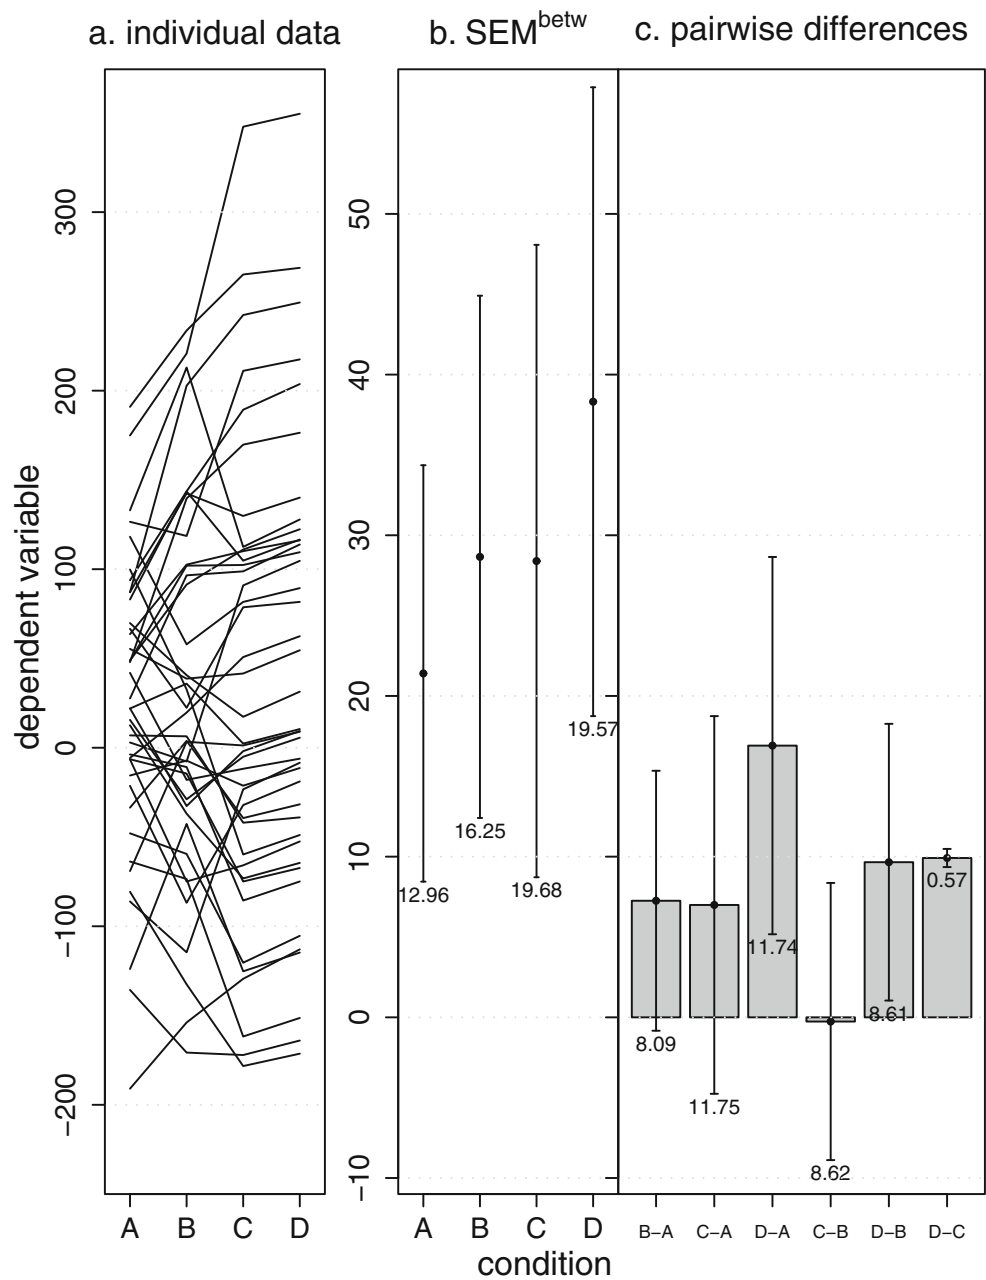 a. individual data
b. SEM^betw
c. pairwise differences
dependent variable
300
200
100
0
−100
−200
A B C D
50
40
30
20
10
0
−10
12.96
16.25
19.68
19.57
A B C D
condition
8.09
11.75
11.74
8.62
8.61
0.57
B−A C−A D−A C−B D−B D−C